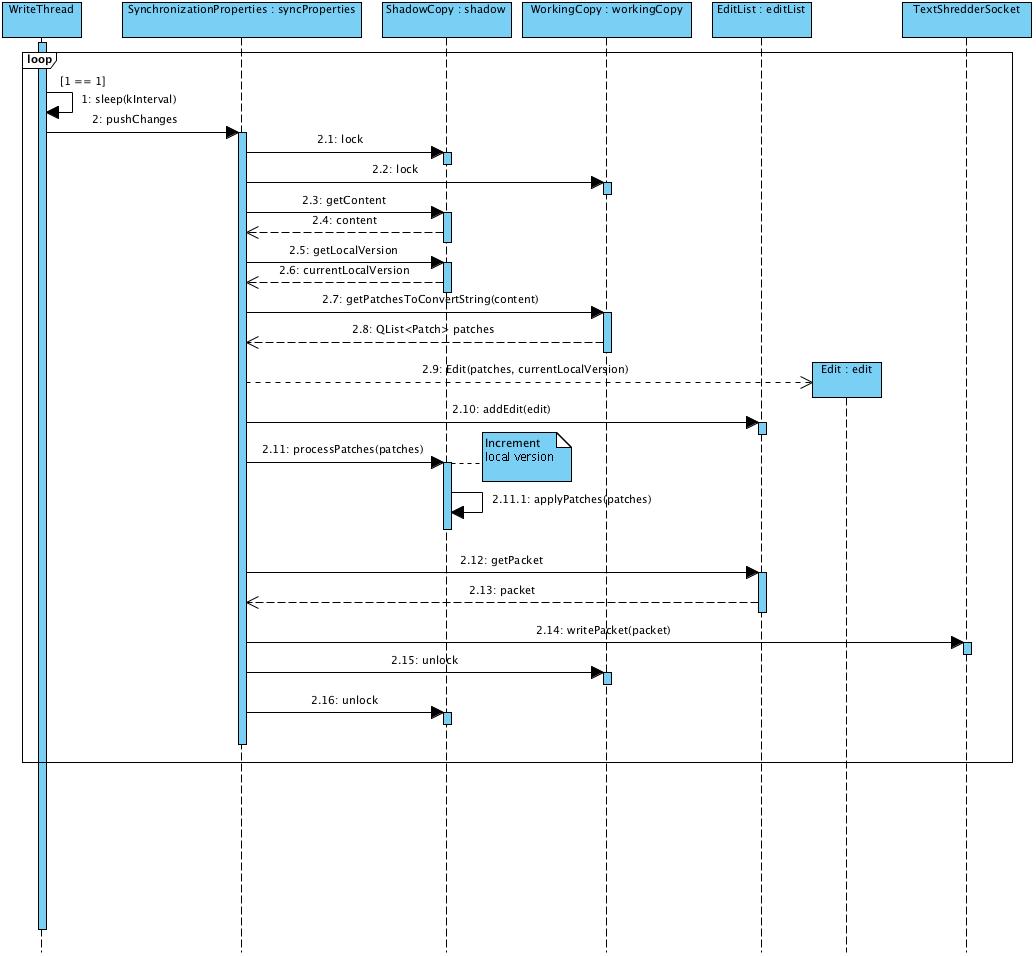 WriteThread
SynchronizationProperties : syncProperties
ShadowCopy : shadow
WorkingCopy : workingCopy
EditList : editList
TextShredderSocket
loop
[1 == 1]
1: sleep(kInterval)
2: pushChanges
2.1: lock
2.2: lock
2.3: getContent
2.4: content
2.5: getLocalVersion
2.6: currentLocalVersion
2.7: getPatchesToConvertString(content)
2.8: QList<Patch> patches
2.9: Edit(patches, currentLocalVersion)
Edit : edit
2.10: addEdit(edit)
2.11: processPatches(patches)
Increment
local version
2.11.1: applyPatches(patches)
2.12: getPacket
2.13: packet
2.14: writePacket(packet)
2.15: unlock
2.16: unlock